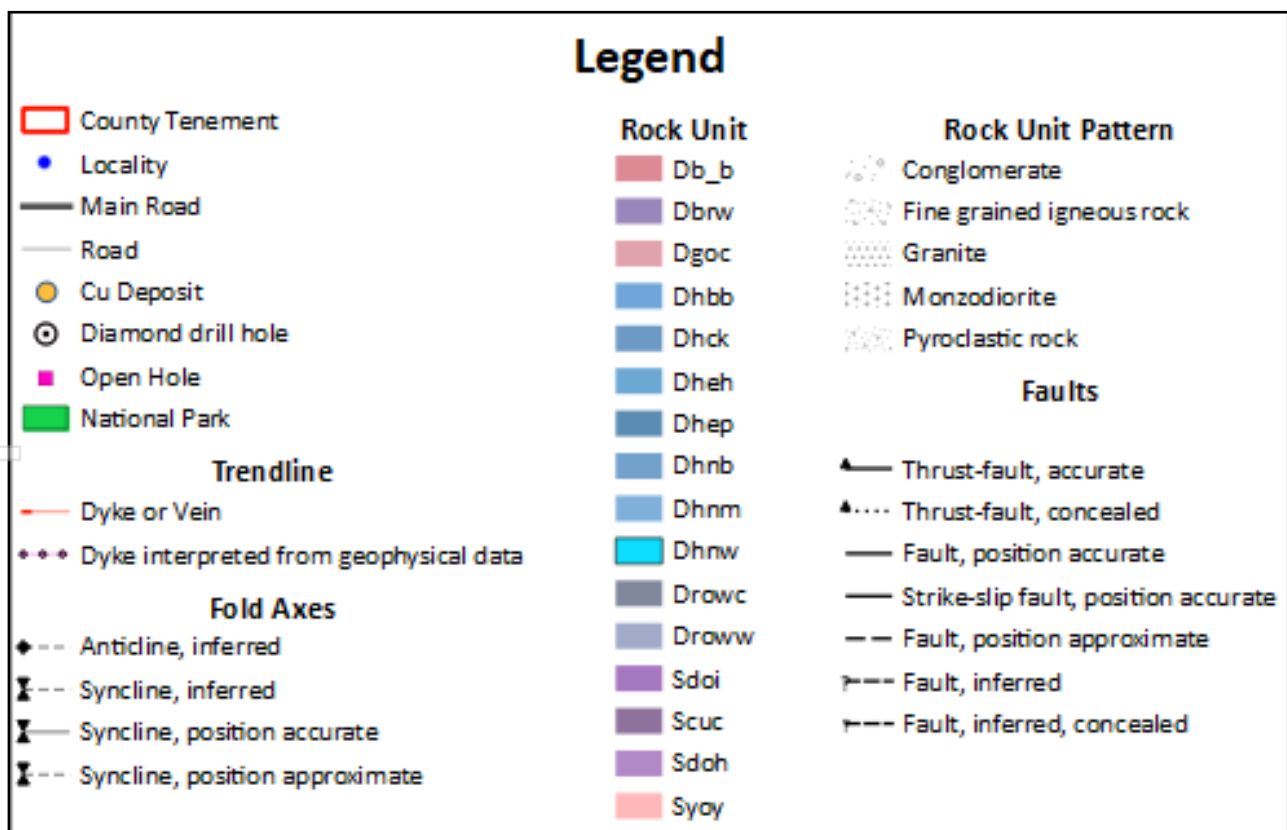 Legend
County Tenement
Locality
Main Road
Road
Cu Deposit
Diamond drill hole
Open Hole
National Park
Trendline
Dyke or Vein
Dyke interpreted from geophysical data
Fold Axes
Anticline, inferred
Syncline, inferred
Syncline, position accurate
Syncline, position approximate
Rock Unit
Db_b
Dbrw
Dgoc
Dhbb
Dhck
Dheh
Dhep
Dhnb
Dhnm
Dhnw
Drowc
Droww
Sdoi
Scuc
Sdoh
Syoy
Rock Unit Pattern
Conglomerate
Fine grained igneous rock
Granite
Monzodiorite
Pyroclastic rock
Faults
Thrust-fault, accurate
Thrust-fault, concealed
Fault, position accurate
Strike-slip fault, position accurate
Fault, position approximate
Fault, inferred
Fault, inferred, concealed